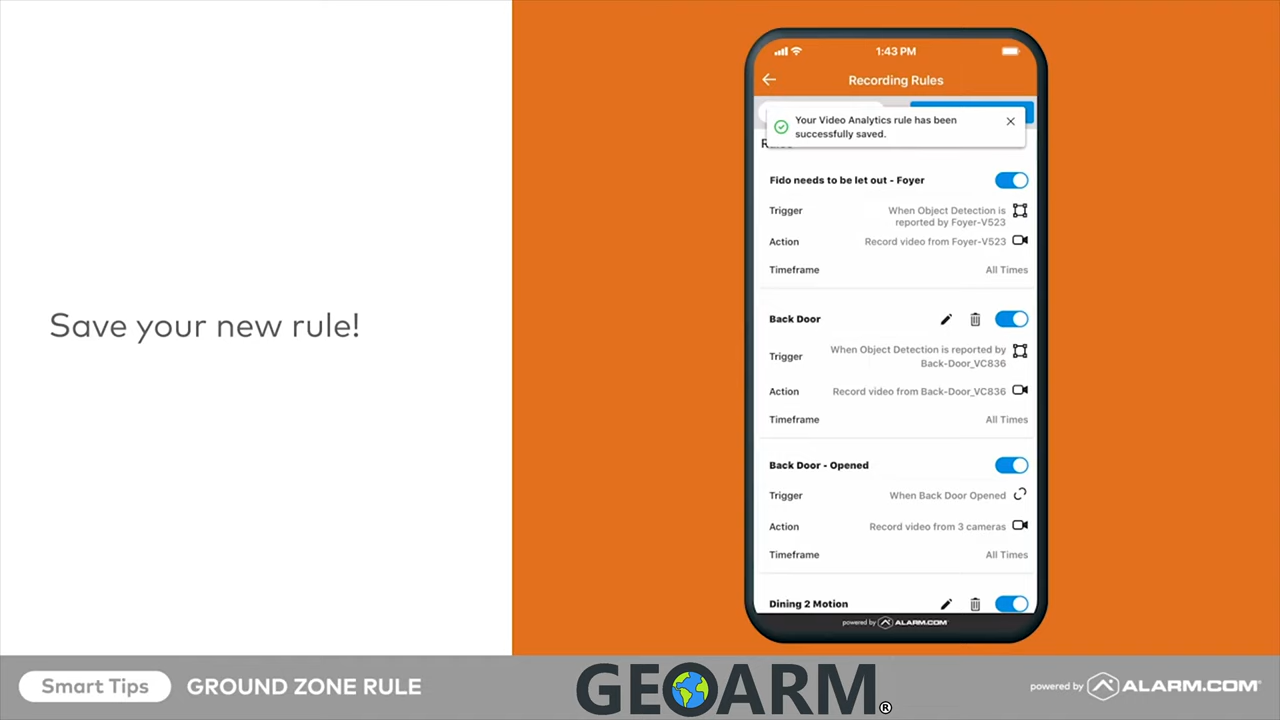 Save your new rule!
1:43 PM
Recording Rules
Your Video Analytics rule has been
successfully saved.
Fido needs to be let out - Foyer
Trigger
When Object Detection is
reported by Foyer-V523
Action
Record video from Foyer-V523
Timeframe
All Times
Back Door
Trigger
When Object Detection is reported by
Back-Door_VC836
Action
Record video from Back-Door_VC836
Timeframe
All Times
Back Door - Opened
Trigger
When Back Door Opened
Action
Record video from 3 cameras
Timeframe
All Times
Dining 2 Motion
powered by ALARM.COM
Smart Tips
GROUND ZONE RULE
GEOARM®
powered by ALARM.COM®